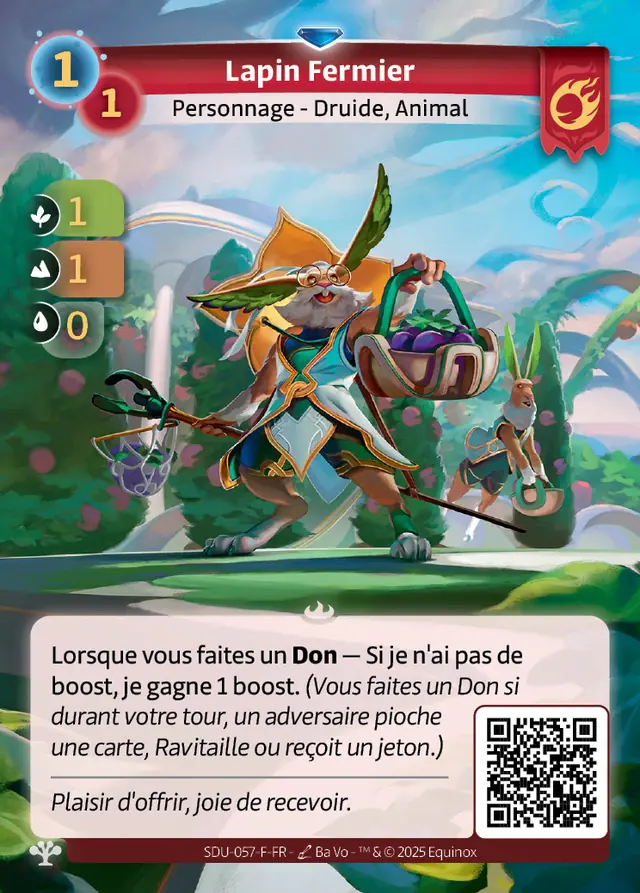 1
Lapin Fermier
1
Personnage - Druide, Animal
1
1
0
Lorsque vous faites un Don — Si je n'ai pas de
boost, je gagne 1 boost. (Vous faites un Don si
durant votre tour, un adversaire pioche
une carte, Ravitaille ou reçoit un jeton.)
Plaisir d'offrir, joie de recevoir.
SDU-057-F-FR - Ba Vo - ™ & © 2025 Equinox